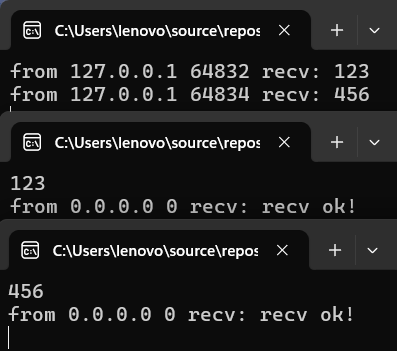 C:\Users\lenovo\source\repos
from 127.0.0.1 64832 recv: 123
from 127.0.0.1 64834 recv: 456
C:\Users\lenovo\source\repos
123
from 0.0.0.0 0 recv: recv ok!
C:\Users\lenovo\source\repos
456
from 0.0.0.0 0 recv: recv ok!